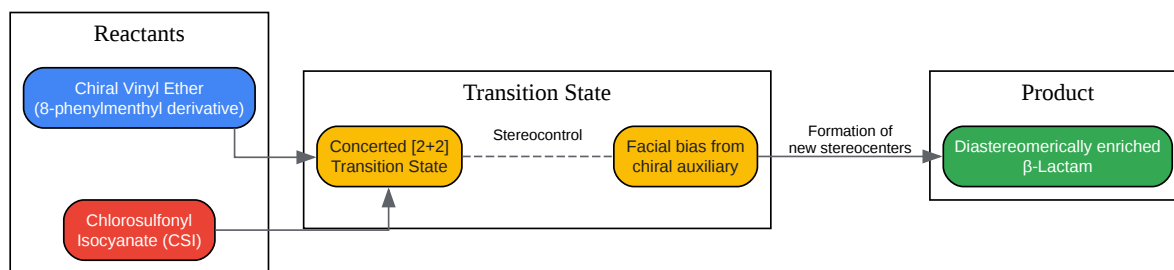 Reactants
Chiral Vinyl Ether
(8-phenylmenthyl derivative)
Chlorosulfonyl
Isocyanate (CSI)
Transition State
Concerted [2+2]
Transition State
Stereocontrol
Facial bias from
chiral auxiliary
Formation of
new stereocenters
Product
Diastereomerically enriched
β-Lactam